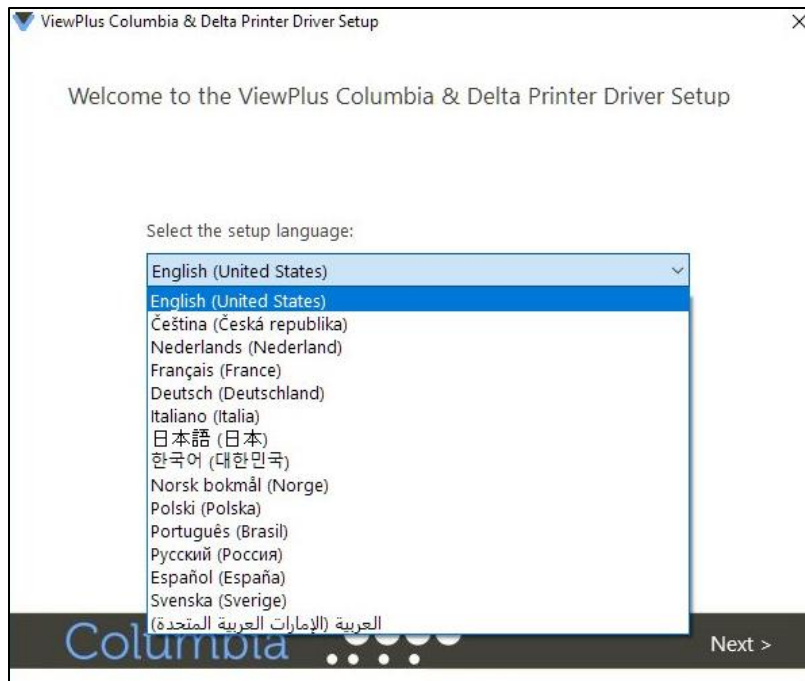 ViewPlus Columbia & Delta Printer Driver Setup
Welcome to the ViewPlus Columbia & Delta Printer Driver Setup
Select the setup language:
English (United States)
English (United States)
Čeština (Česká republika)
Nederlands (Nederland)
Français (France)
Deutsch (Deutschland)
Italiano (Italia)
日本語 (日本)
한국어 (대한민국)
Norsk bokmål (Norge)
Polski (Polska)
Português (Brasil)
Русский (Россия)
Español (España)
Svenska (Sverige)
العربية (الإمارات العربية المتحدة)
Columbia
Next >